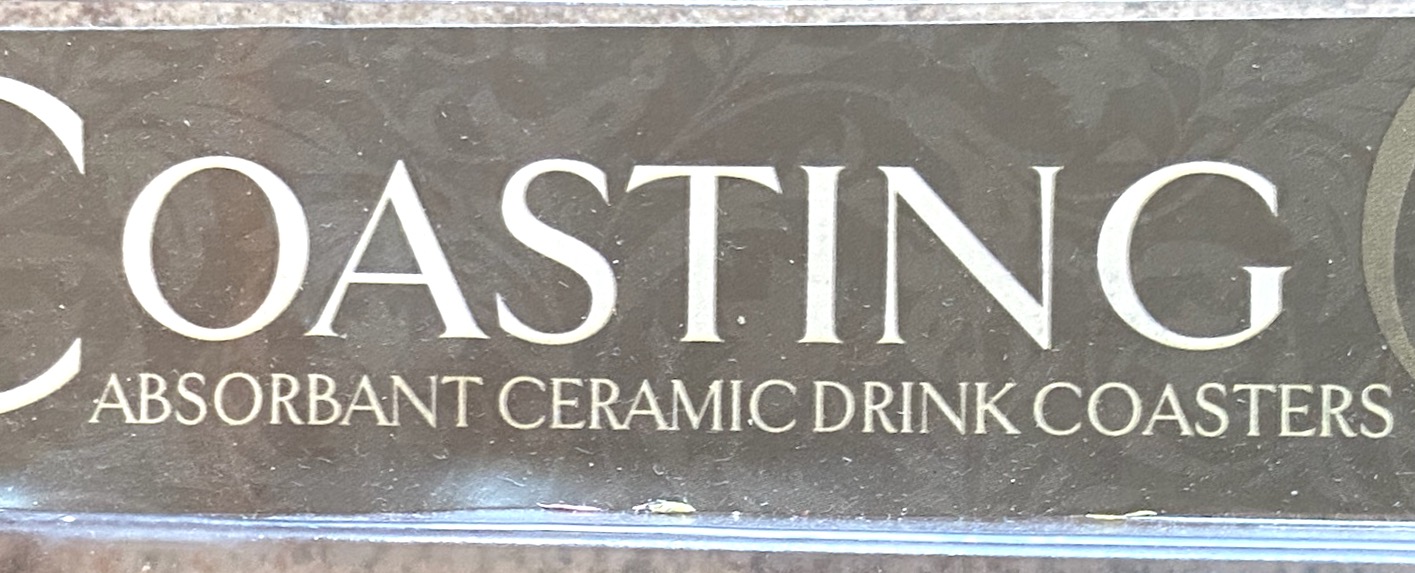 COASTING
ABSORBANT CERAMIC DRINK COASTERS